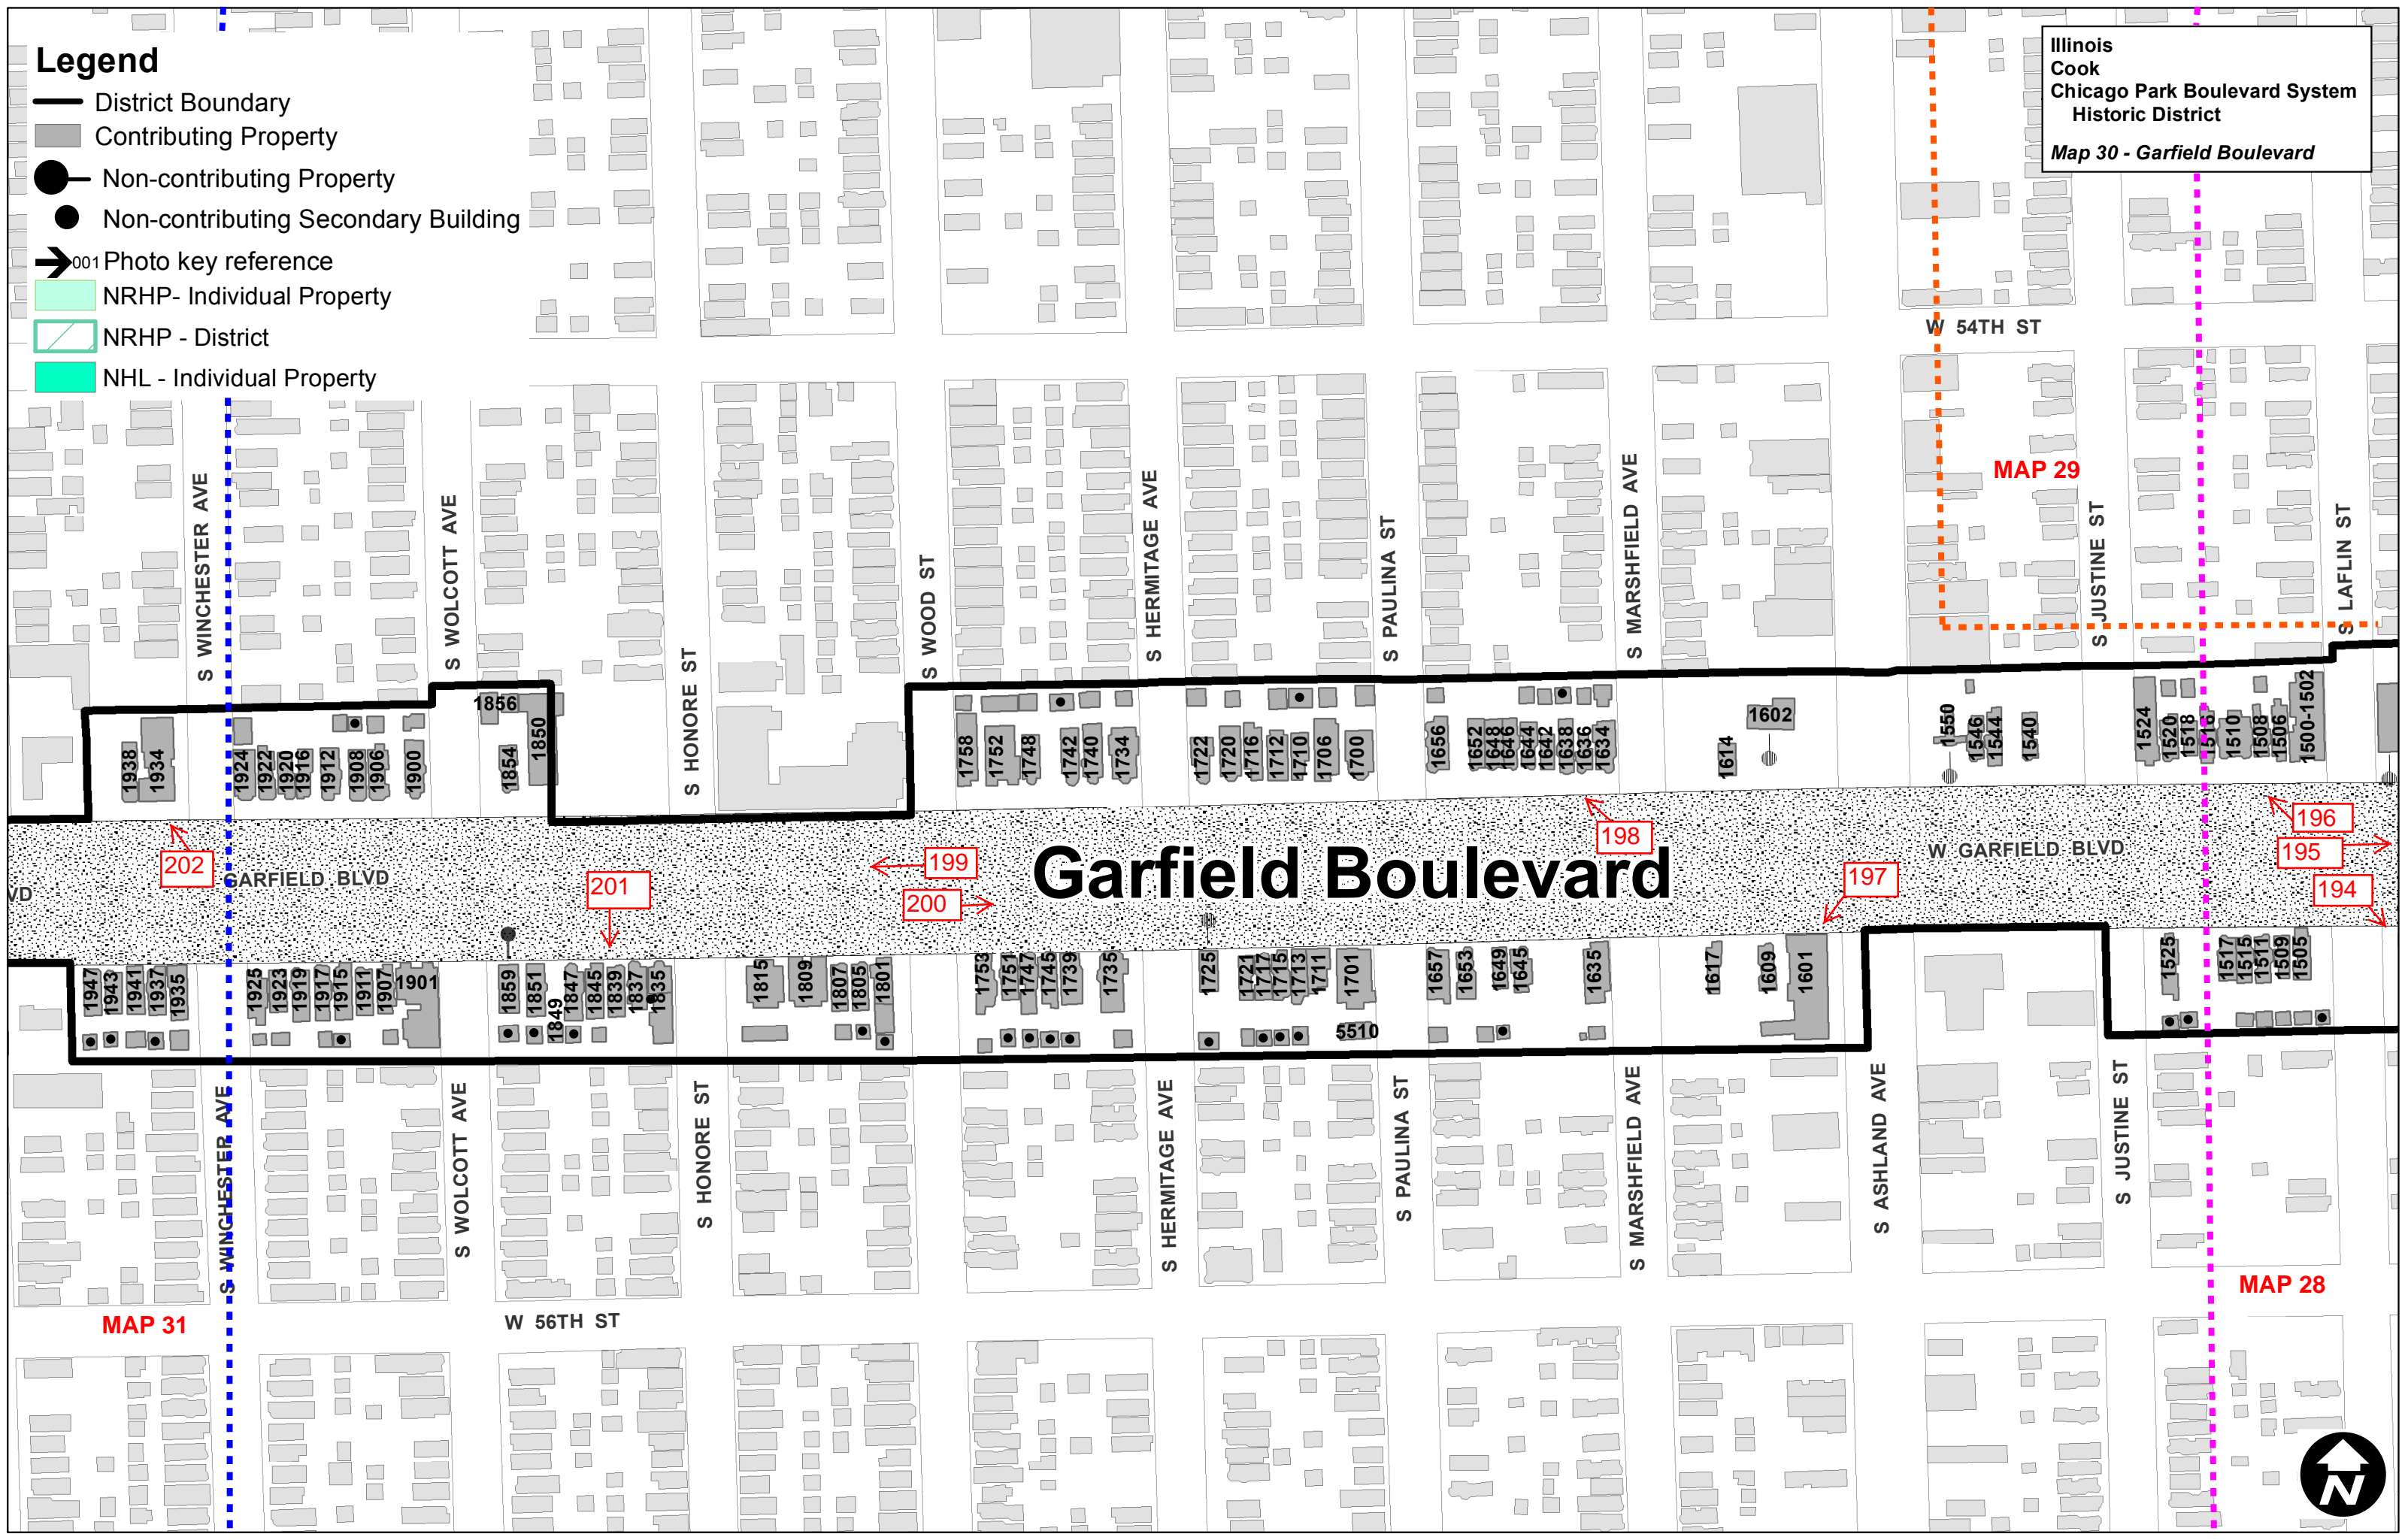 Legend
District Boundary
Contributing Property
Non-contributing Property
Non-contributing Secondary Building
001 Photo key reference
NRHP- Individual Property
NRHP - District
NHL - Individual Property
Illinois
Cook
Chicago Park Boulevard System
Historic District
Map 30 - Garfield Boulevard
W 54TH ST
MAP 29
S WINCHESTER AVE
S WOLCOTT AVE
S HONORE ST
S WOOD ST
S HERMITAGE AVE
S PAULINA ST
S MARSHFIELD AVE
S JUSTINE ST
S LAFLIN ST
1938
1934
1924
1922
1920
1916
1912
1908
1906
1900
1856
1854
1850
1758
1752
1748
1742
1740
1734
1722
1720
1716
1712
1710
1706
1700
1656
1652
1648
1646
1644
1642
1638
1636
1634
1614
1602
1550
1546
1544
1540
1524
1520
1518
1516
1510
1508
1506
1500-1502
202
201
199
200
198
197
196
195
194
VD
GARFIELD BLVD
Garfield Boulevard
W GARFIELD BLVD
1947
1943
1941
1937
1935
1925
1923
1919
1917
1915
1911
1907
1901
1859
1851
1849
1847
1845
1839
1837
1835
1815
1809
1807
1805
1801
1753
1751
1747
1745
1739
1735
1725
1721
1717
1715
1713
1711
1701
5510
1657
1653
1649
1645
1635
1617
1609
1601
1525
1517
1515
1511
1509
1505
S WINCHESTER AVE
S WOLCOTT AVE
S HONORE ST
S HERMITAGE AVE
S PAULINA ST
S MARSHFIELD AVE
S ASHLAND AVE
S JUSTINE ST
MAP 31
W 56TH ST
MAP 28
N